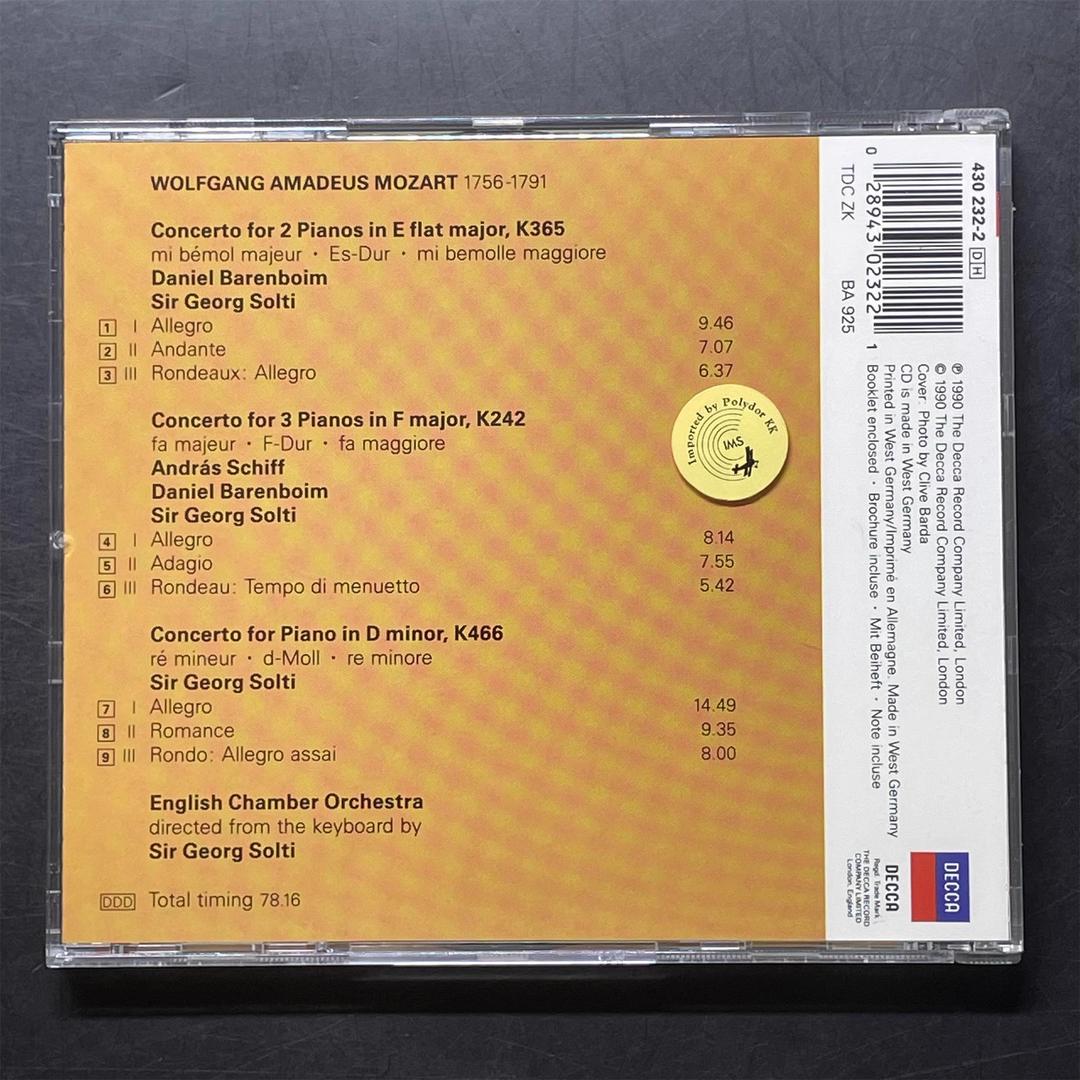 WOLFGANG AMADEUS MOZART 1756-1791
Concerto for 2 Pianos in E flat major, K365
mi bémol majeur · Es-Dur · mi bemolle maggiore
Daniel Barenboim
Sir Georg Solti
1 I Allegro 9.46
2 II Andante 7.07
3 III Rondeaux: Allegro 6.37
Concerto for 3 Pianos in F major, K242
fa majeur · F-Dur · fa maggiore
András Schiff
Daniel Barenboim
Sir Georg Solti
4 I Allegro 8.14
5 II Adagio 7.55
6 III Rondeau: Tempo di menuetto 5.42
Concerto for Piano in D minor, K466
ré mineur · d-Moll · re minore
Sir Georg Solti
7 I Allegro 14.49
8 II Romance 9.35
9 III Rondo: Allegro assai 8.00
English Chamber Orchestra
directed from the keyboard by
Sir Georg Solti
DDD Total timing 78.16
Imported by Polydor KK
IMS
430 232-2 DH
0 28943 02322 1
TDC ZK BA 925
℗ 1990 The Decca Record Company Limited, London
© 1990 The Decca Record Company Limited, London
Cover: Photo by Clive Barda
CD is made in West Germany
Printed in West Germany/Imprimé en Allemagne. Made in West Germany
Booklet enclosed · Brochure incluse · Mit Beiheft · Note incluse
DECCA
DECCA
Regd. Trade Mark
THE DECCA RECORD
COMPANY LIMITED
London, England